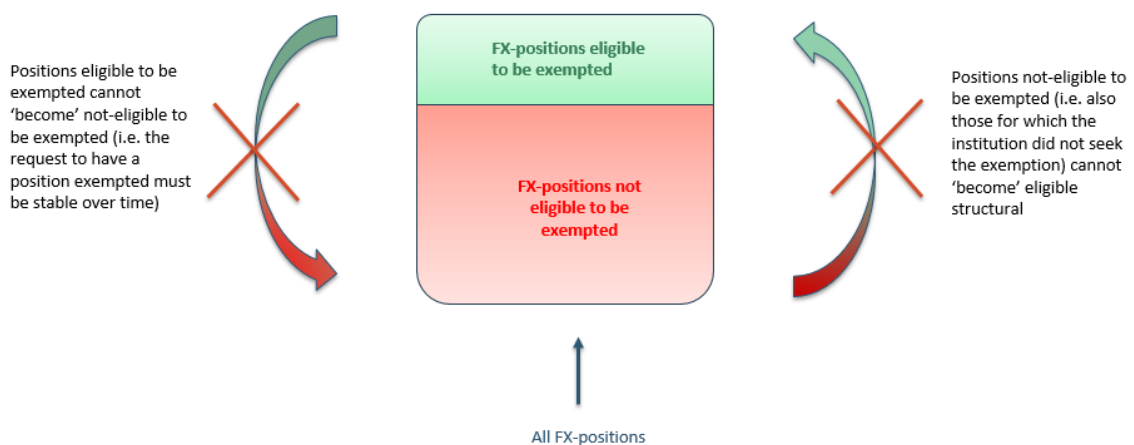 Positions eligible to be
exempted cannot
‘become’ not-eligible to
be exempted (i.e. the
request to have a
position exempted must
be stable over time)
FX-positions eligible
to be exempted
FX-positions not
eligible to be
exempted
Positions not-eligible to
be exempted (i.e. also
those for which the
institution did not seek
the exemption) cannot
‘become’ eligible
structural
All FX-positions